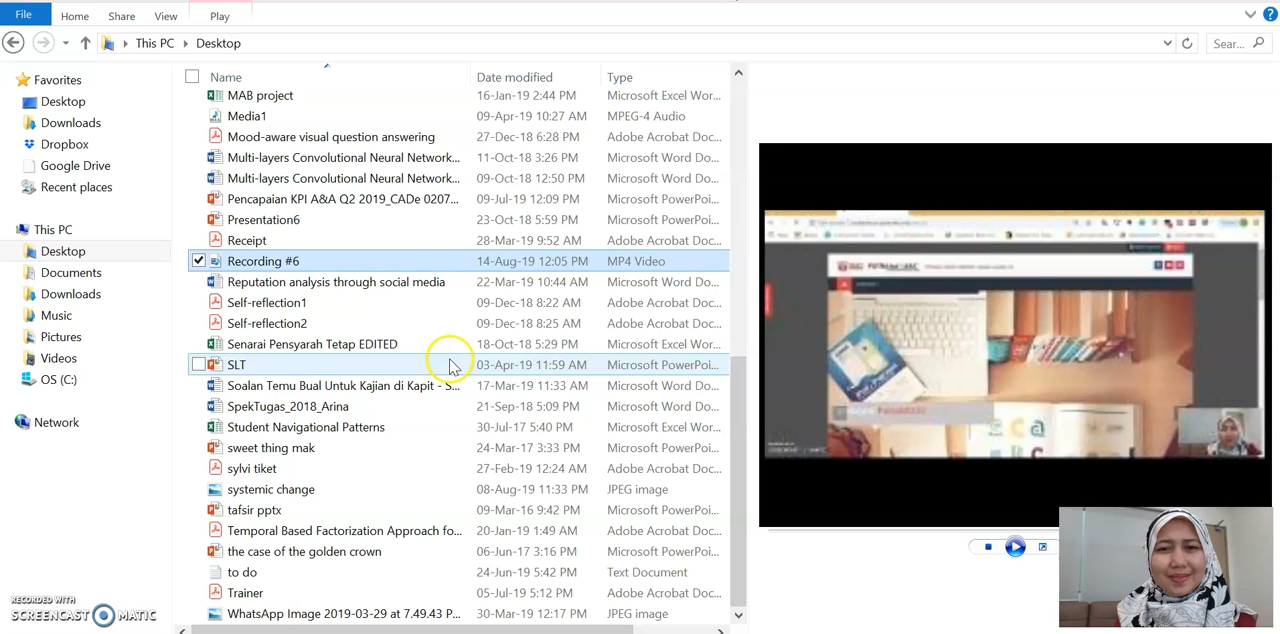 File
Home Share View Play
This PC Desktop
Sear...
Favorites
Desktop
Downloads
Dropbox
Google Drive
Recent places
This PC
Desktop
Documents
Downloads
Music
Pictures
Videos
OS (C:)
Network
Name Date modified Type
MAB project 16-Jan-19 2:44 PM Microsoft Excel Wor...
Media1 09-Apr-19 10:27 AM MPEG-4 Audio
Mood-aware visual question answering 27-Dec-18 6:28 PM Adobe Acrobat Doc...
Multi-layers Convolutional Neural Network... 11-Oct-18 3:26 PM Microsoft Word Do...
Multi-layers Convolutional Neural Network... 09-Oct-18 12:50 PM Microsoft Word Do...
Pencapaian KPI A&A Q2 2019_CADe 0207... 09-Jul-19 12:09 PM Microsoft PowerPoi...
Presentation6 23-Oct-18 5:59 PM Microsoft PowerPoi...
Receipt 28-Mar-19 9:52 AM Adobe Acrobat Doc...
Recording #6 14-Aug-19 12:05 PM MP4 Video
Reputation analysis through social media 22-Mar-19 10:44 AM Microsoft Word Do...
Self-reflection1 09-Dec-18 8:22 AM Adobe Acrobat Doc...
Self-reflection2 09-Dec-18 8:25 AM Adobe Acrobat Doc...
Senarai Pensyarah Tetap EDITED 18-Oct-18 5:29 PM Microsoft Excel Wor...
SLT 03-Apr-19 11:59 AM Microsoft PowerPoi...
Soalan Temu Bual Untuk Kajian di Kapit - S... 17-Mar-19 11:33 AM Microsoft Word Do...
SpekTugas_2018_Arina 21-Sep-18 5:09 PM Microsoft Word Do...
Student Navigational Patterns 30-Jul-17 5:40 PM Microsoft Excel Wor...
sweet thing mak 24-Mar-17 3:33 PM Microsoft PowerPoi...
sylvi tiket 27-Feb-19 12:24 AM Adobe Acrobat Doc...
systemic change 08-Aug-19 11:33 PM JPEG image
tafsir pptx 09-Mar-16 9:42 PM Microsoft PowerPoi...
Temporal Based Factorization Approach fo... 20-Jan-19 1:49 AM Adobe Acrobat Doc...
the case of the golden crown 06-Jun-17 3:16 PM Microsoft PowerPoi...
to do 24-Jun-19 5:42 PM Text Document
Trainer 05-Jul-19 5:12 PM Adobe Acrobat Doc...
WhatsApp Image 2019-03-29 at 7.49.43 P... 30-Mar-19 12:17 PM JPEG image
RECORDED WITH
SCREENCAST MATIC